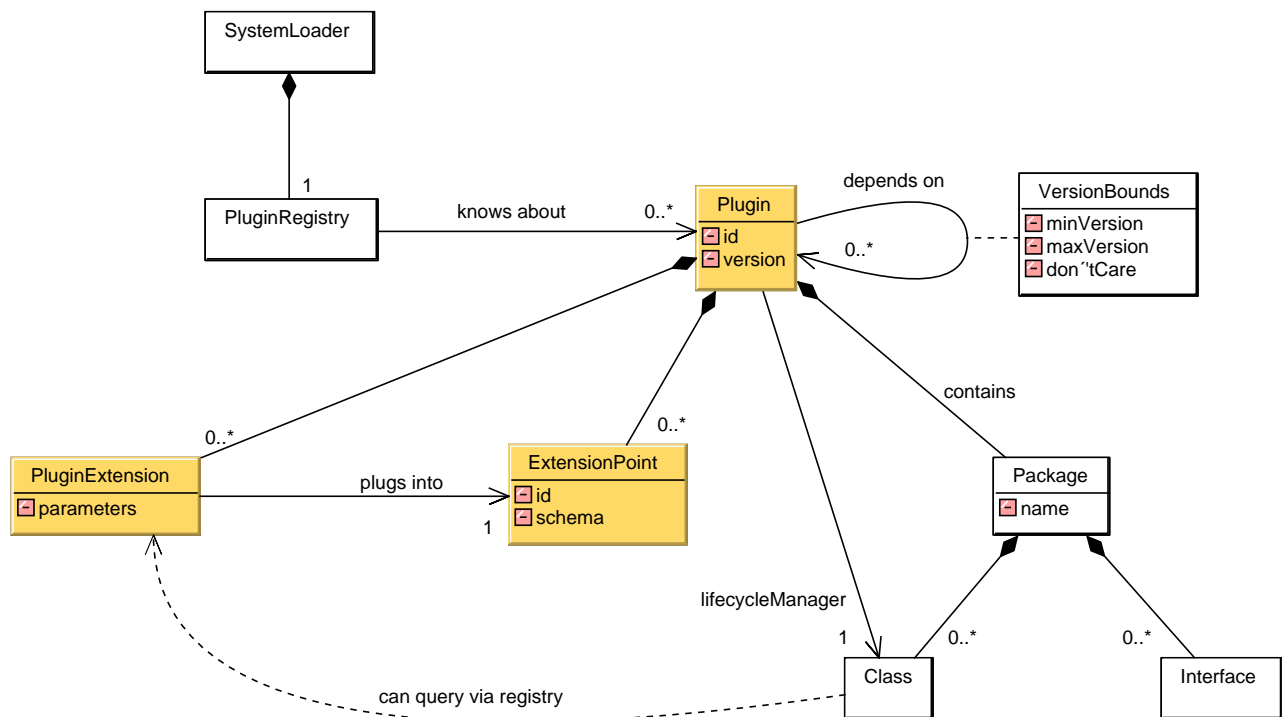 SystemLoader
1
PluginRegistry
knows about
0..*
Plugin
id
version
depends on
0..*
VersionBounds
minVersion
maxVersion
don´'tCare
contains
0..*
0..*
PluginExtension
parameters
plugs into
1
ExtensionPoint
id
schema
Package
name
lifecycleManager
1
0..*
0..*
Class
Interface
can query via registry